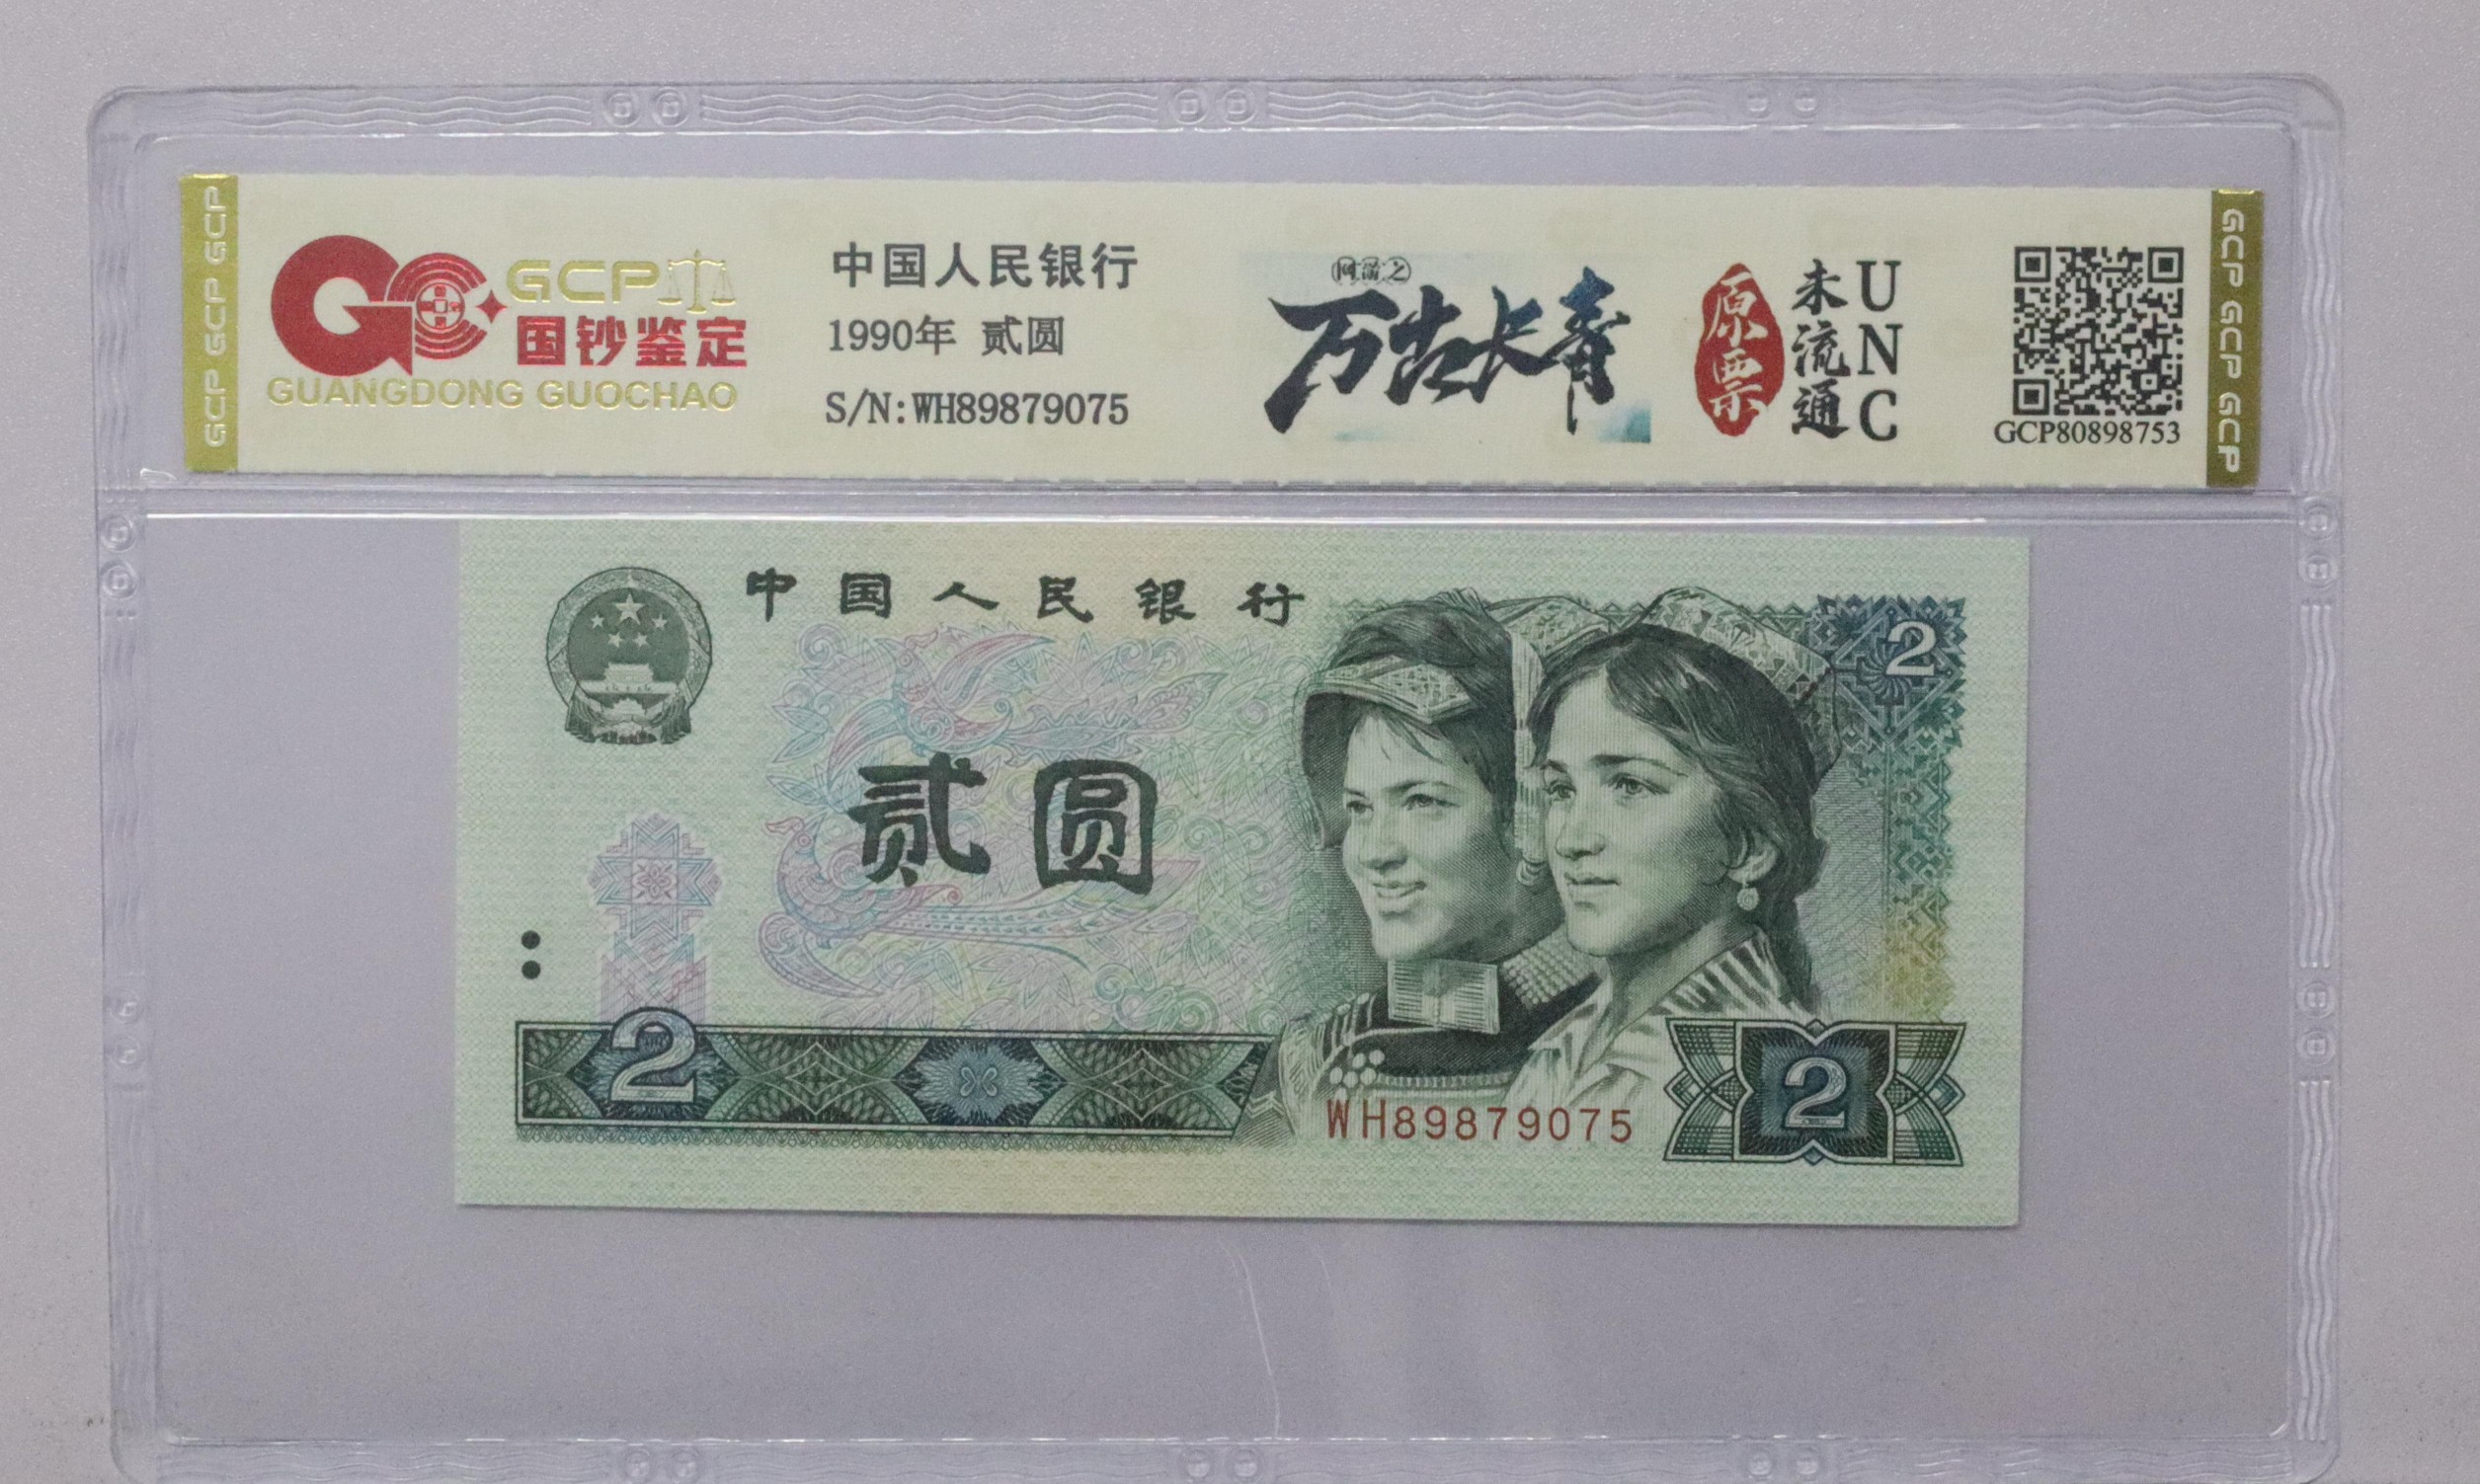 GCP GCP GCP
GCP
国钞鉴定
GUANGDONG GUOCHAO
中国人民银行
1990年 贰圆
S/N:WH89879075
万古长青
原票
未流通
UNC
GCP80898753
GCP GCP GCP
中国人民银行
贰圆
2
2
WH89879075
2